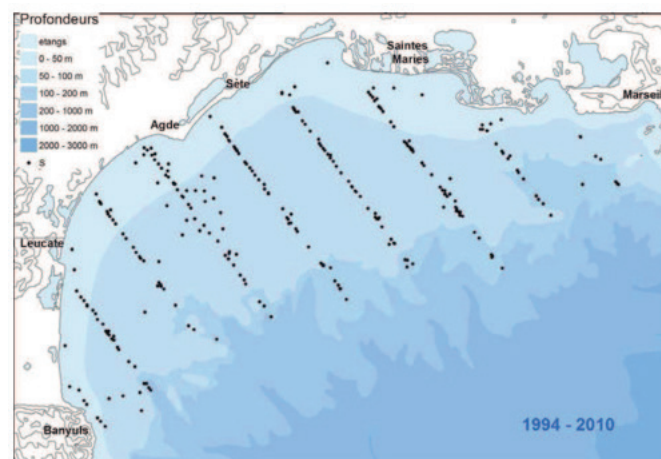 Profondeurs
etangs
0 - 50 m
50 - 100 m
100 - 200 m
200 - 1000 m
1000 - 2000 m
2000 - 3000 m
S
Saintes
Maries
Marseil
Sète
Agde
Leucate
Banyuls
1994 - 2010